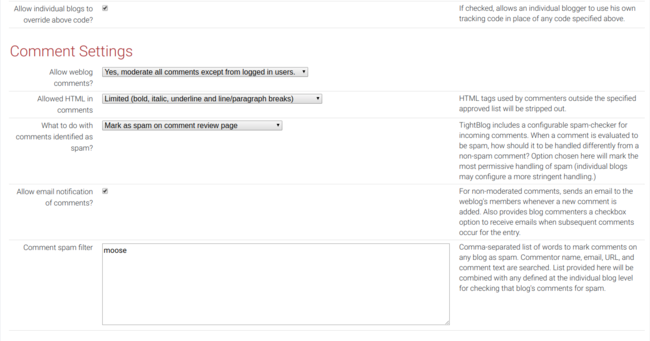 Allow individual blogs to
override above code?
If checked, allows an individual blogger to use his own
tracking code in place of any code specified above.
Comment Settings
Allow weblog
comments?
Yes, moderate all comments except from logged in users.
Allowed HTML in
comments
Limited (bold, italic, underline and line/paragraph breaks)
HTML tags used by commenters outside the specified
approved list will be stripped out.
What to do with
comments identified as
spam?
Mark as spam on comment review page
TightBlog includes a configurable spam-checker for
incoming comments. When a comment is evaluated to
be spam, how should it to be handled differently from a
non-spam comment? Option chosen here will mark the
most permissive handling of spam (individual blogs
may configure a more stringent handling.)
Allow email notification
of comments?
For non-moderated comments, sends an email to the
weblog's members whenever a new comment is
added. Also provides blog commenters a checkbox
option to receive emails when subsequent comments
occur for the entry.
Comment spam filter
moose
Comma-separated list of words to mark comments on
any blog as spam. Commentor name, email, URL, and
comment text are searched. List provided here will be
combined with any defined at the individual blog level
for checking that blog's comments for spam.